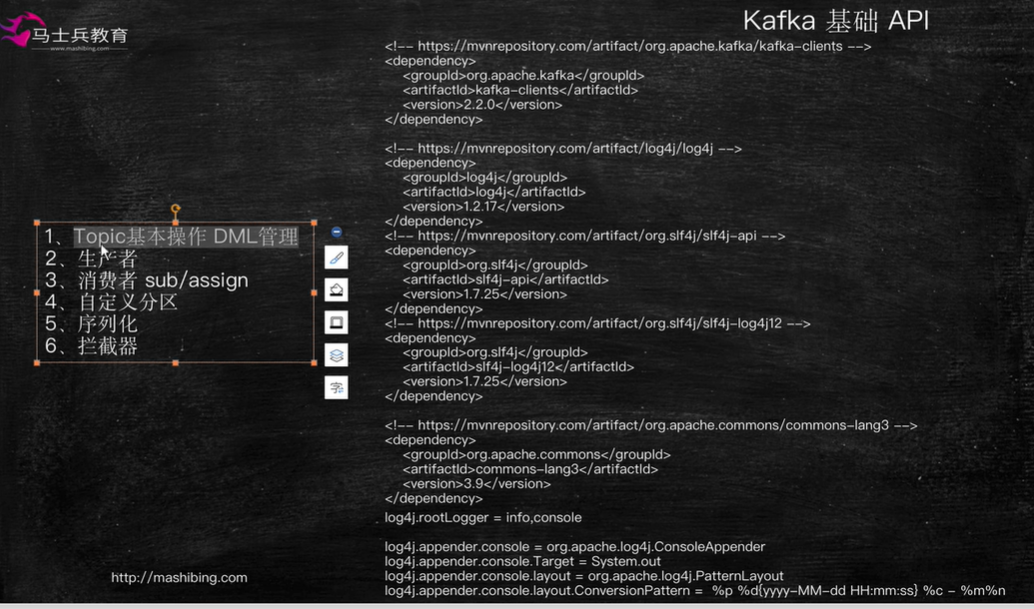 马士兵教育
www.mashibing.com
Kafka 基础 API
1、Topic基本操作 DML管理
2、生产者
3、消费者 sub/assign
4、自定义分区
5、序列化
6、拦截器
字
<!-- https://mvnrepository.com/artifact/org.apache.kafka/kafka-clients -->
<dependency>
<groupId>org.apache.kafka</groupId>
<artifactId>kafka-clients</artifactId>
<version>2.2.0</version>
</dependency>
<!-- https://mvnrepository.com/artifact/log4j/log4j -->
<dependency>
<groupId>log4j</groupId>
<artifactId>log4j</artifactId>
<version>1.2.17</version>
</dependency>
<!-- https://mvnrepository.com/artifact/org.slf4j/slf4j-api -->
<dependency>
<groupId>org.slf4j</groupId>
<artifactId>slf4j-api</artifactId>
<version>1.7.25</version>
</dependency>
<!-- https://mvnrepository.com/artifact/org.slf4j/slf4j-log4j12 -->
<dependency>
<groupId>org.slf4j</groupId>
<artifactId>slf4j-log4j12</artifactId>
<version>1.7.25</version>
</dependency>
<!-- https://mvnrepository.com/artifact/org.apache.commons/commons-lang3 -->
<dependency>
<groupId>org.apache.commons</groupId>
<artifactId>commons-lang3</artifactId>
<version>3.9</version>
</dependency>
log4j.rootLogger = info,console
log4j.appender.console = org.apache.log4j.ConsoleAppender
log4j.appender.console.Target = System.out
log4j.appender.console.layout = org.apache.log4j.PatternLayout
log4j.appender.console.layout.ConversionPattern = %p %d{yyyy-MM-dd HH:mm:ss} %c - %m%n
http://mashibing.com